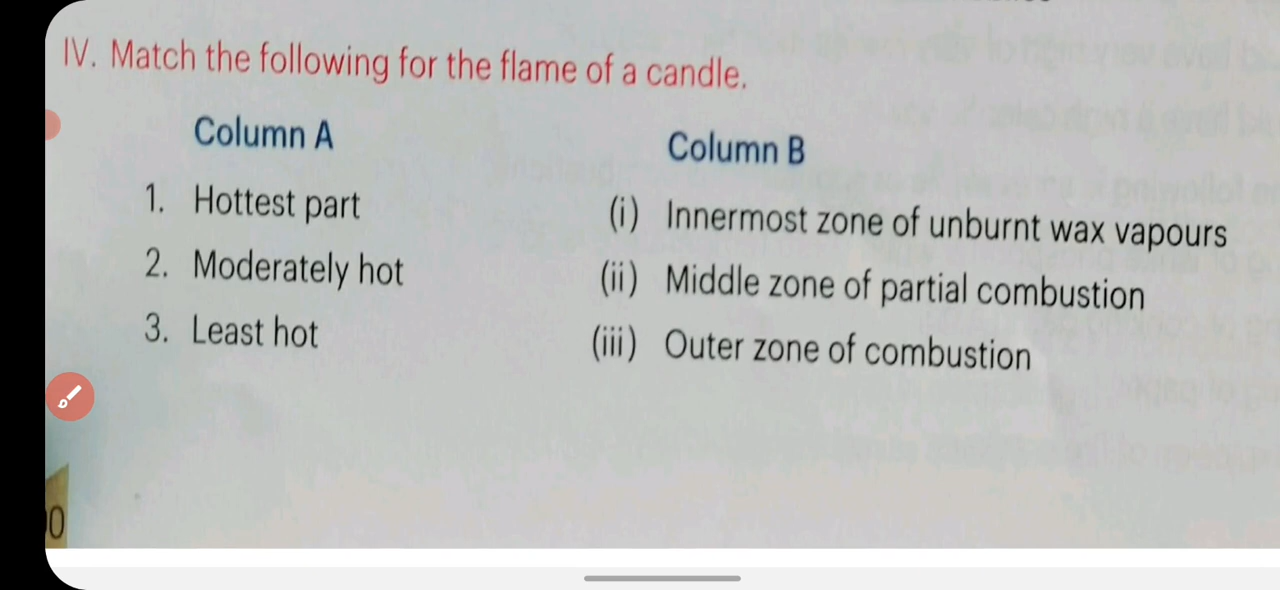 IV. Match the following for the flame of a candle.
Column A
Column B
1. Hottest part
(i) Innermost zone of unburnt wax vapours
2. Moderately hot
(ii) Middle zone of partial combustion
3. Least hot
(iii) Outer zone of combustion
0